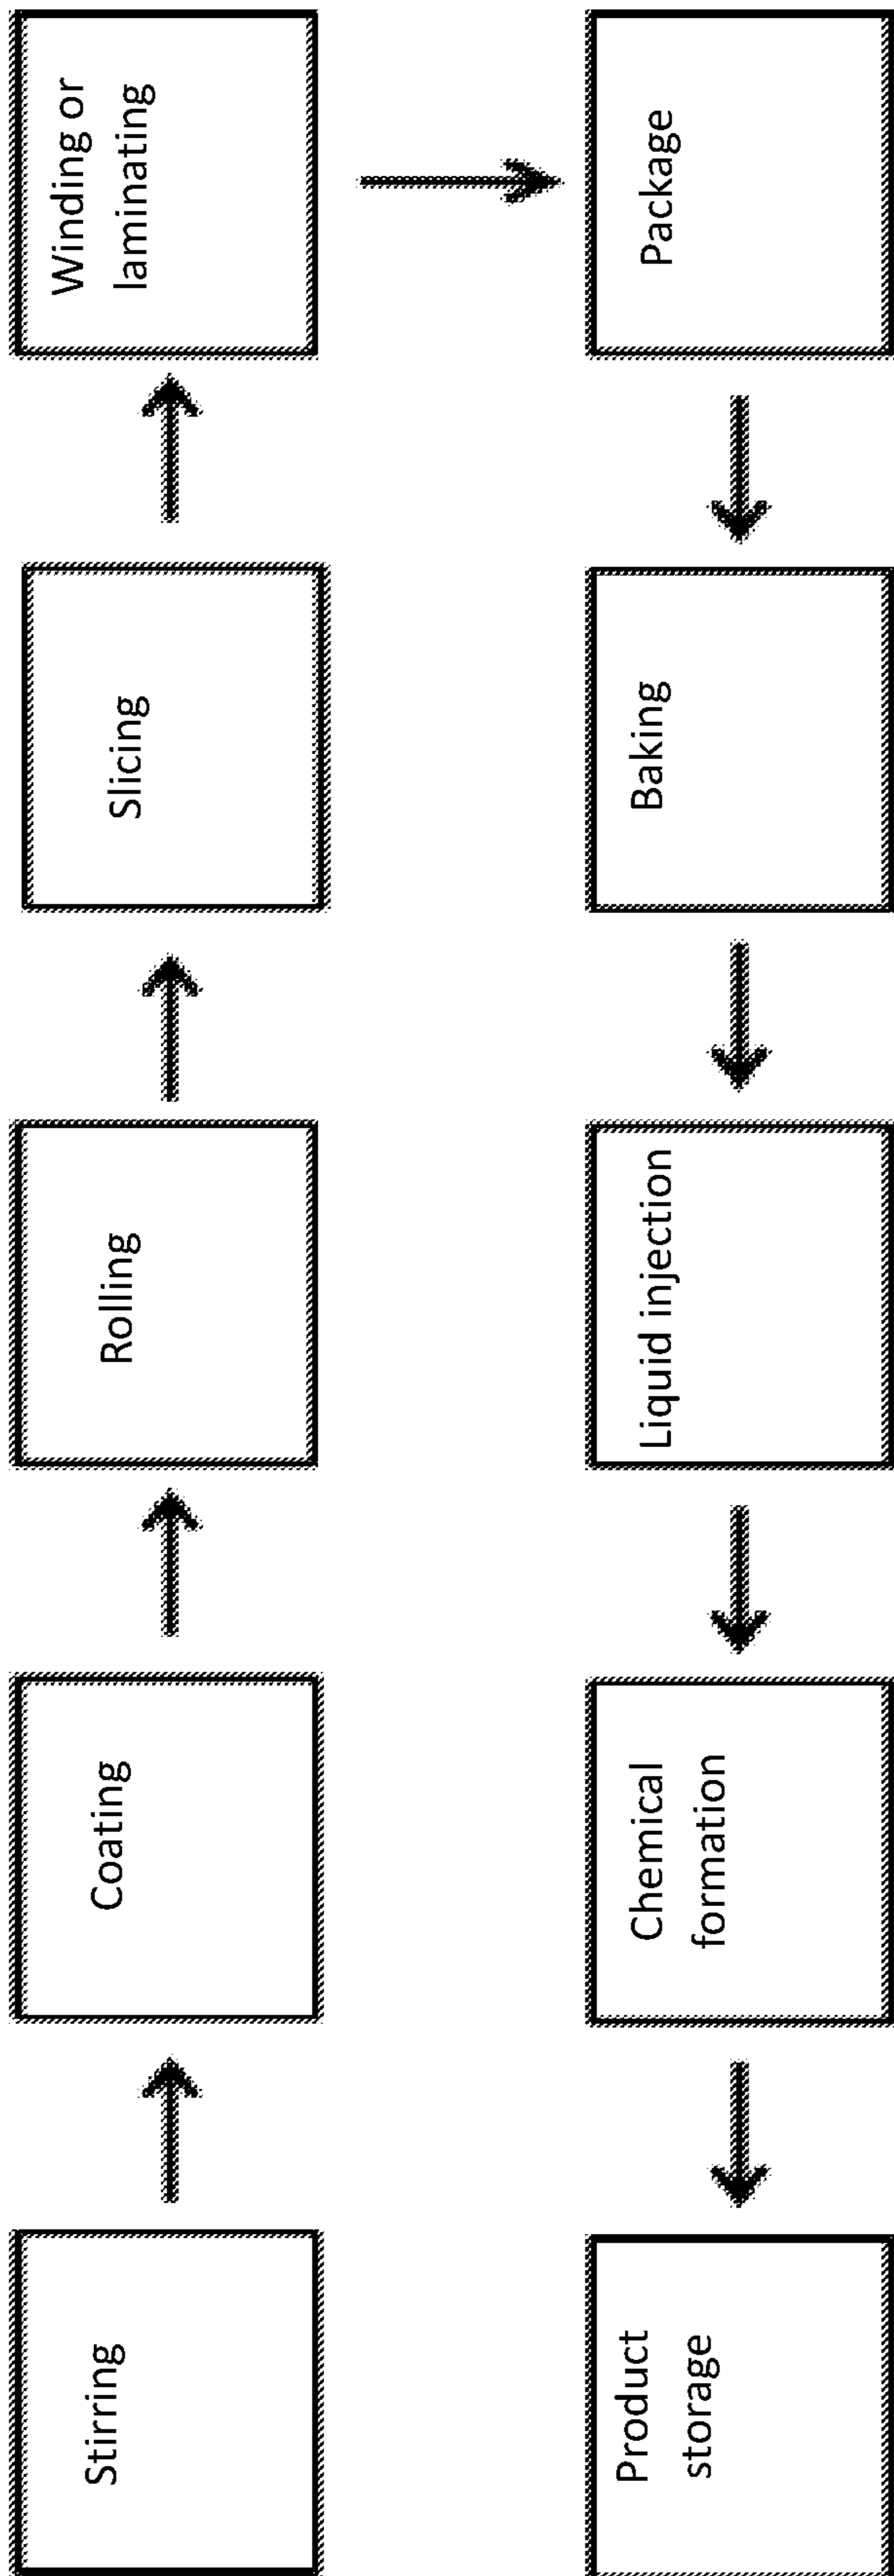 Stirring
Coating
Rolling
Slicing
Winding or
laminating
Package
Baking
Liquid injection
Chemical
formation
Product
storage